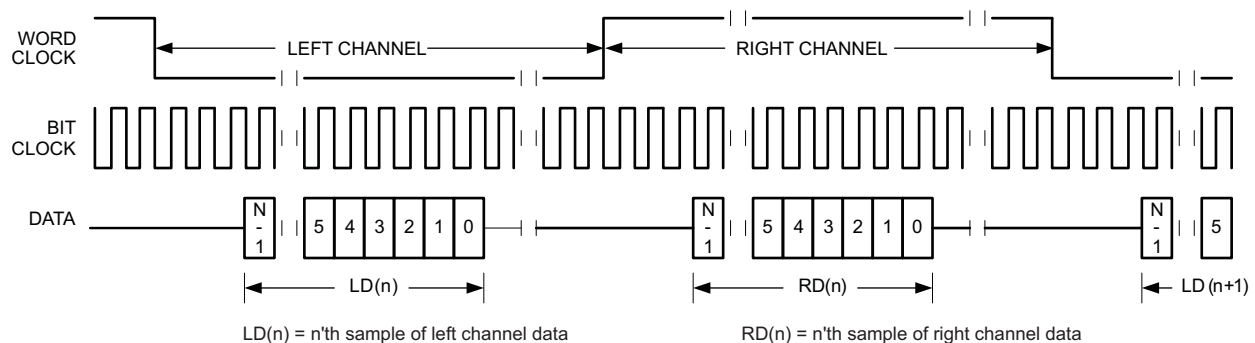 WORD
CLOCK
LEFT CHANNEL
RIGHT CHANNEL
BIT
CLOCK
DATA
N
-
1
5 4 3 2 1 0
N
-
1
5 4 3 2 1 0
N
-
1
5
LD(n)
RD(n)
LD (n+1)
LD(n) = n'th sample of left channel data
RD(n) = n'th sample of right channel data